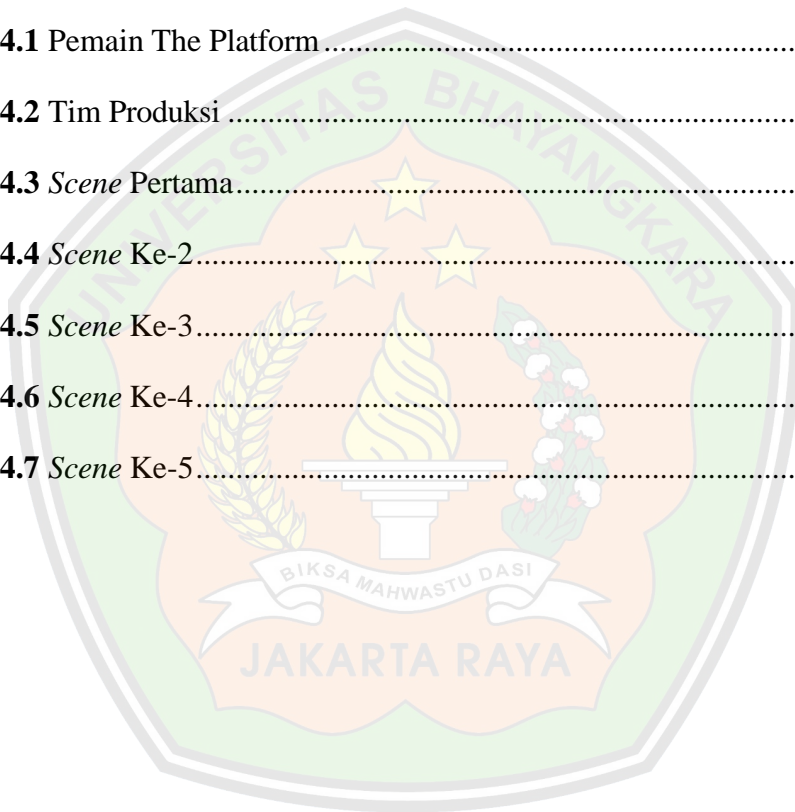 4.1 Pemain The Platform ..........................................................
4.2 Tim Produksi ......................................................................
4.3 Scene Pertama .....................................................................
4.4 Scene Ke-2 ..........................................................................
4.5 Scene Ke-3 ..........................................................................
4.6 Scene Ke-4 ..........................................................................
4.7 Scene Ke-5 ..........................................................................
UNIVERSITAS BHAYANGKARA
BIKSA MAHWASTU DASI
JAKARTA RAYA